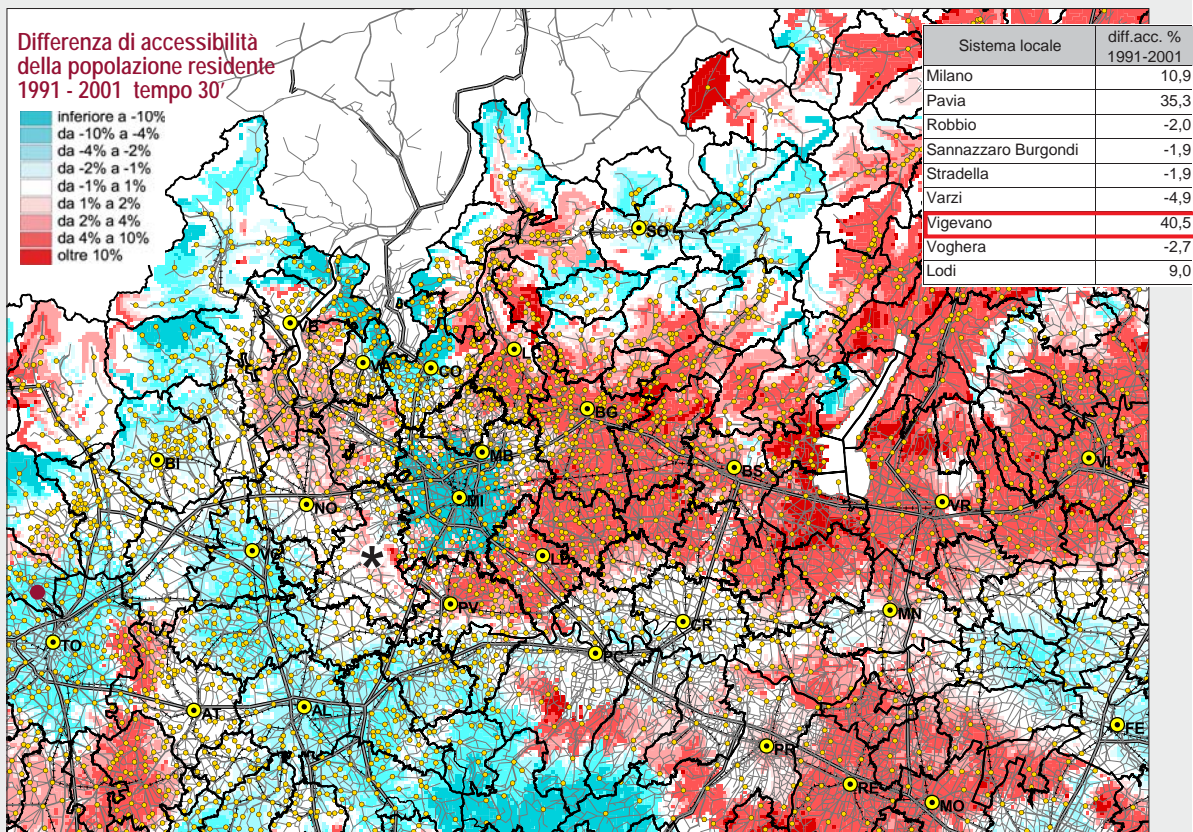 Differenza di accessibilità
della popolazione residente
1991 - 2001 tempo 30'
inferiore a -10%
da -10% a -4%
da -4% a -2%
da -2% a -1%
da -1% a 1%
da 1% a 2%
da 2% a 4%
da 4% a 10%
oltre 10%
Sistema locale diff.acc. % 1991-2001
Milano 10,9
Pavia 35,3
Robbio -2,0
Sannazzaro Burgondi -1,9
Stradella -1,9
Varzi -4,9
Vigevano 40,5
Voghera -2,7
Lodi 9,0
SO
VB
VA
CO
BG
BI
MB
BS
VI
MI
NO
VR
*
PV
MN
TO
CR
AT
AL
FE
PR
RE
MO